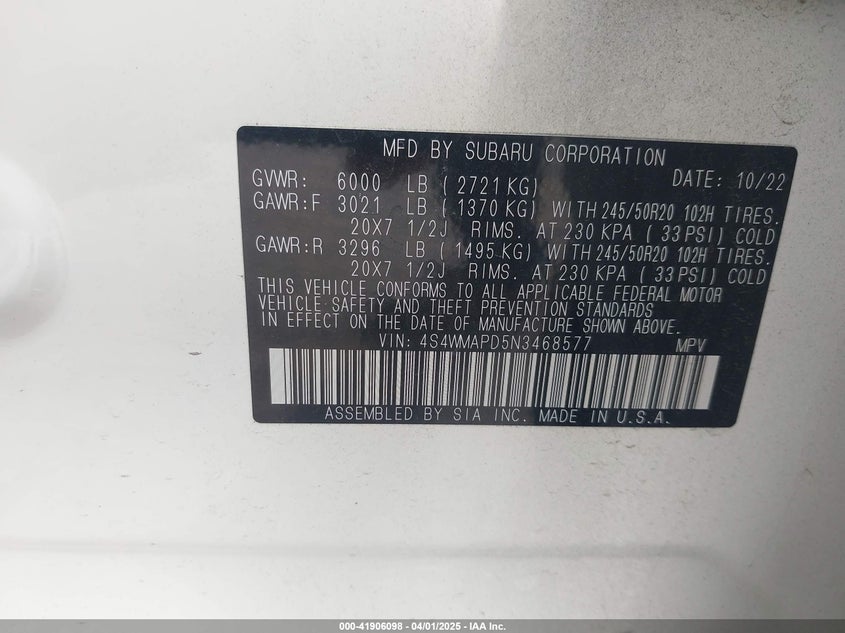 MFD BY SUBARU CORPORATION
GVWR: 6000 LB ( 2721 KG) DATE: 10/22
GAWR:F 3021 LB ( 1370 KG) WITH 245/50R20 102H TIRES.
20X7 1/2J RIMS. AT 230 KPA ( 33 PSI) COLD
GAWR:R 3296 LB ( 1495 KG) WITH 245/50R20 102H TIRES.
20X7 1/2J RIMS. AT 230 KPA ( 33 PSI) COLD
THIS VEHICLE CONFORMS TO ALL APPLICABLE FEDERAL MOTOR
VEHICLE SAFETY AND THEFT PREVENTION STANDARDS
IN EFFECT ON THE DATE OF MANUFACTURE SHOWN ABOVE.
VIN: 4S4WMAPD5N3468577 MPV
ASSEMBLED BY SIA INC. MADE IN U.S.A.
000-41906098 - 04/01/2025 - IAA Inc.